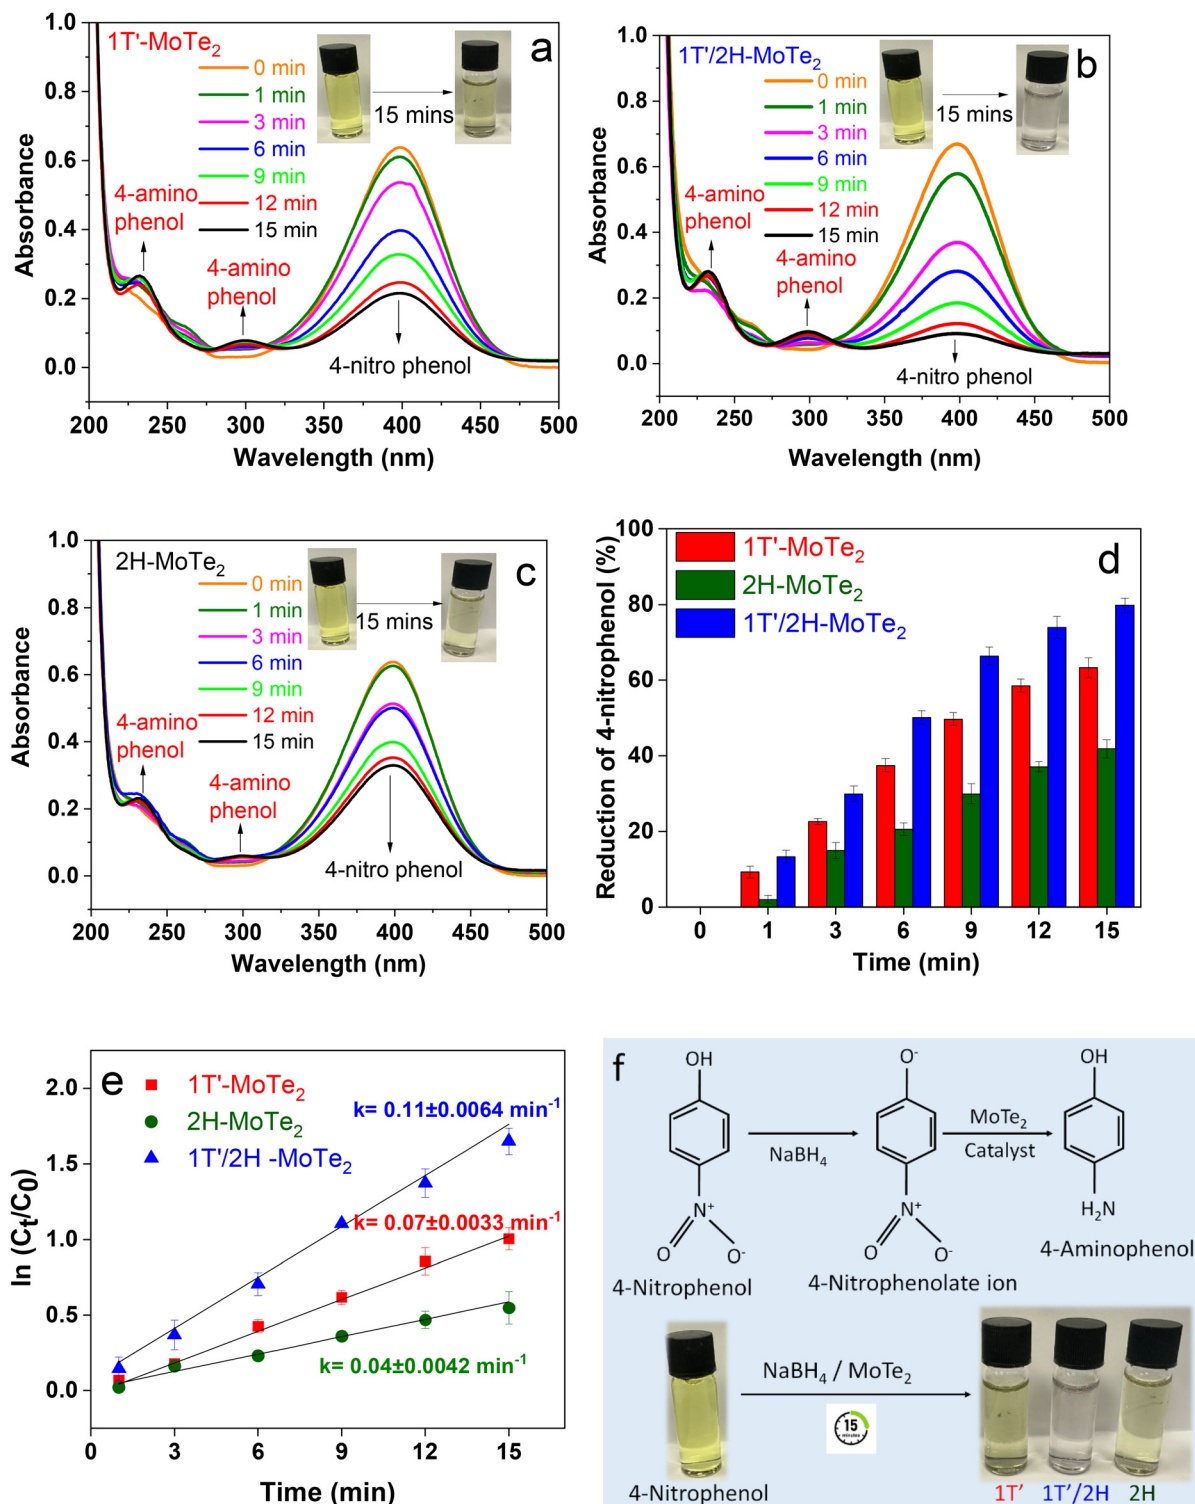 a
1T'-MoTe2
0 min
1 min
3 min
6 min
9 min
12 min
15 min
15 mins
4-amino
phenol
4-amino
phenol
4-nitro phenol
Absorbance
1.0
0.8
0.6
0.4
0.2
0.0
200 250 300 350 400 450 500
Wavelength (nm)
b
1T'/2H-MoTe2
0 min
1 min
3 min
6 min
9 min
12 min
15 min
15 mins
4-amino
phenol
4-amino
phenol
4-nitro phenol
Absorbance
1.0
0.8
0.6
0.4
0.2
0.0
200 250 300 350 400 450 500
Wavelength (nm)
c
2H-MoTe2
0 min
1 min
3 min
6 min
9 min
12 min
15 min
15 mins
4-amino
phenol
4-amino
phenol
4-nitro phenol
Absorbance
1.0
0.8
0.6
0.4
0.2
0.0
200 250 300 350 400 450 500
Wavelength (nm)
d
1T'-MoTe2
2H-MoTe2
1T'/2H-MoTe2
Reduction of 4-nitrophenol (%)
100
80
60
40
20
0
0 1 3 6 9 12 15
Time (min)
e
1T'-MoTe2
2H-MoTe2
1T'/2H -MoTe2
k= 0.11±0.0064 min-1
k= 0.07±0.0033 min-1
k= 0.04±0.0042 min-1
ln (Ct/C0)
2.0
1.5
1.0
0.5
0.0
0 3 6 9 12 15
Time (min)
f
OH
O-
OH
NaBH4
MoTe2
Catalyst
N+
O
O-
N+
O
O-
H2N
4-Nitrophenol
4-Nitrophenolate ion
4-Aminophenol
NaBH4 / MoTe2
15
minutes
4-Nitrophenol
1T' 1T'/2H 2H